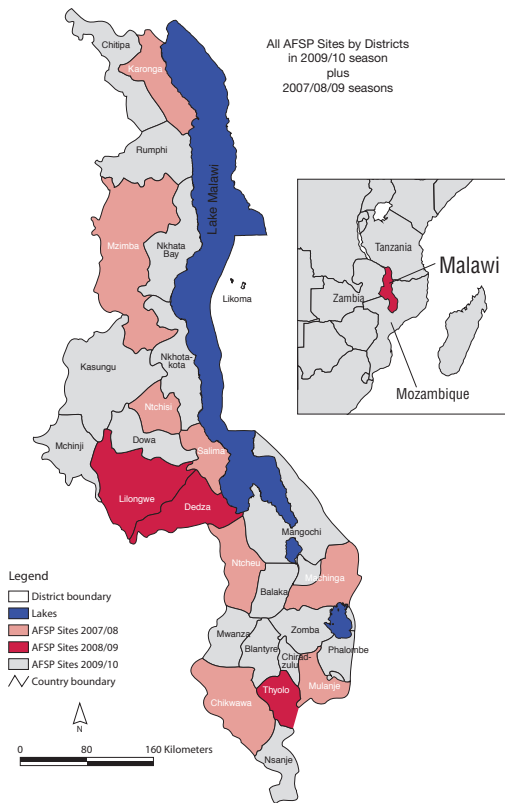 All AFSP Sites by Districts
in 2009/10 season
plus
2007/08/09 seasons
Chitipa
Karonga
Rumphi
Lake Malawi
Mzimba
Nkhata
Bay
Likoma
Tanzania
Malawi
Zambia
Mozambique
Kasungu
Nkhota-
kota
Ntchisi
Mchinji
Dowa
Salima
Lilongwe
Dedza
Mangochi
Ntcheu
Machinga
Balaka
Mwanza
Zomba
Blantyre
Phalombe
Chirad-
zulu
Thyolo
Mulanje
Chikwawa
Nsanje
Legend
District boundary
Lakes
AFSP Sites 2007/08
AFSP Sites 2008/09
AFSP Sites 2009/10
Country boundary
N
0 80 160 Kilometers